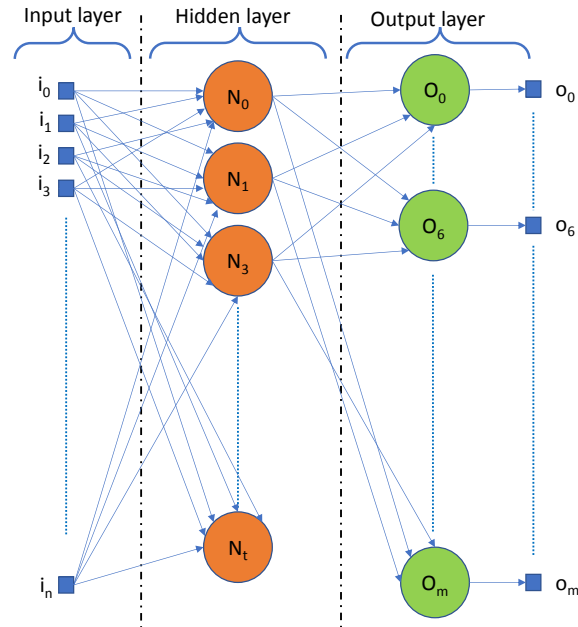 Input layer
Hidden layer
Output layer
i0
i1
i2
i3
in
N0
N1
N3
Nt
O0
O6
Om
o0
o6
om